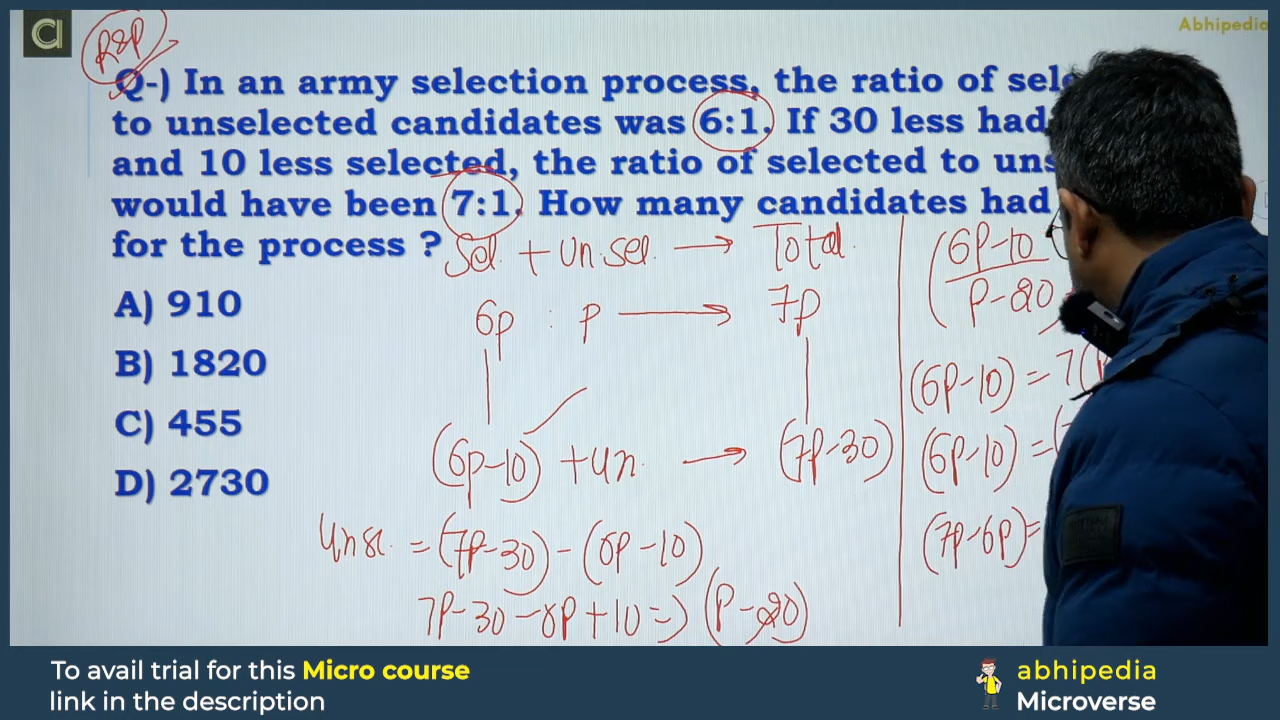 Abhipedia
RSP
Q-) In an army selection process, the ratio of
to unselected candidates was 6:1. If 30 less had
and 10 less selected, the ratio of selected to
would have been 7:1. How many candidates had
for the process ?
A) 910
B) 1820
C) 455
D) 2730
Sel + Un.sel. → Total
6p : p → 7p
(6p-10) + un. → (7p-30)
Unse. = (7p-30) - (6p-10)
7p-30-6p+10 => (p-20)
(6p-10
p-20)
(6p-10) = 7(
(6p-10) = (
(7p-6p) =
To avail trial for this Micro course
link in the description
abhipedia
Microverse